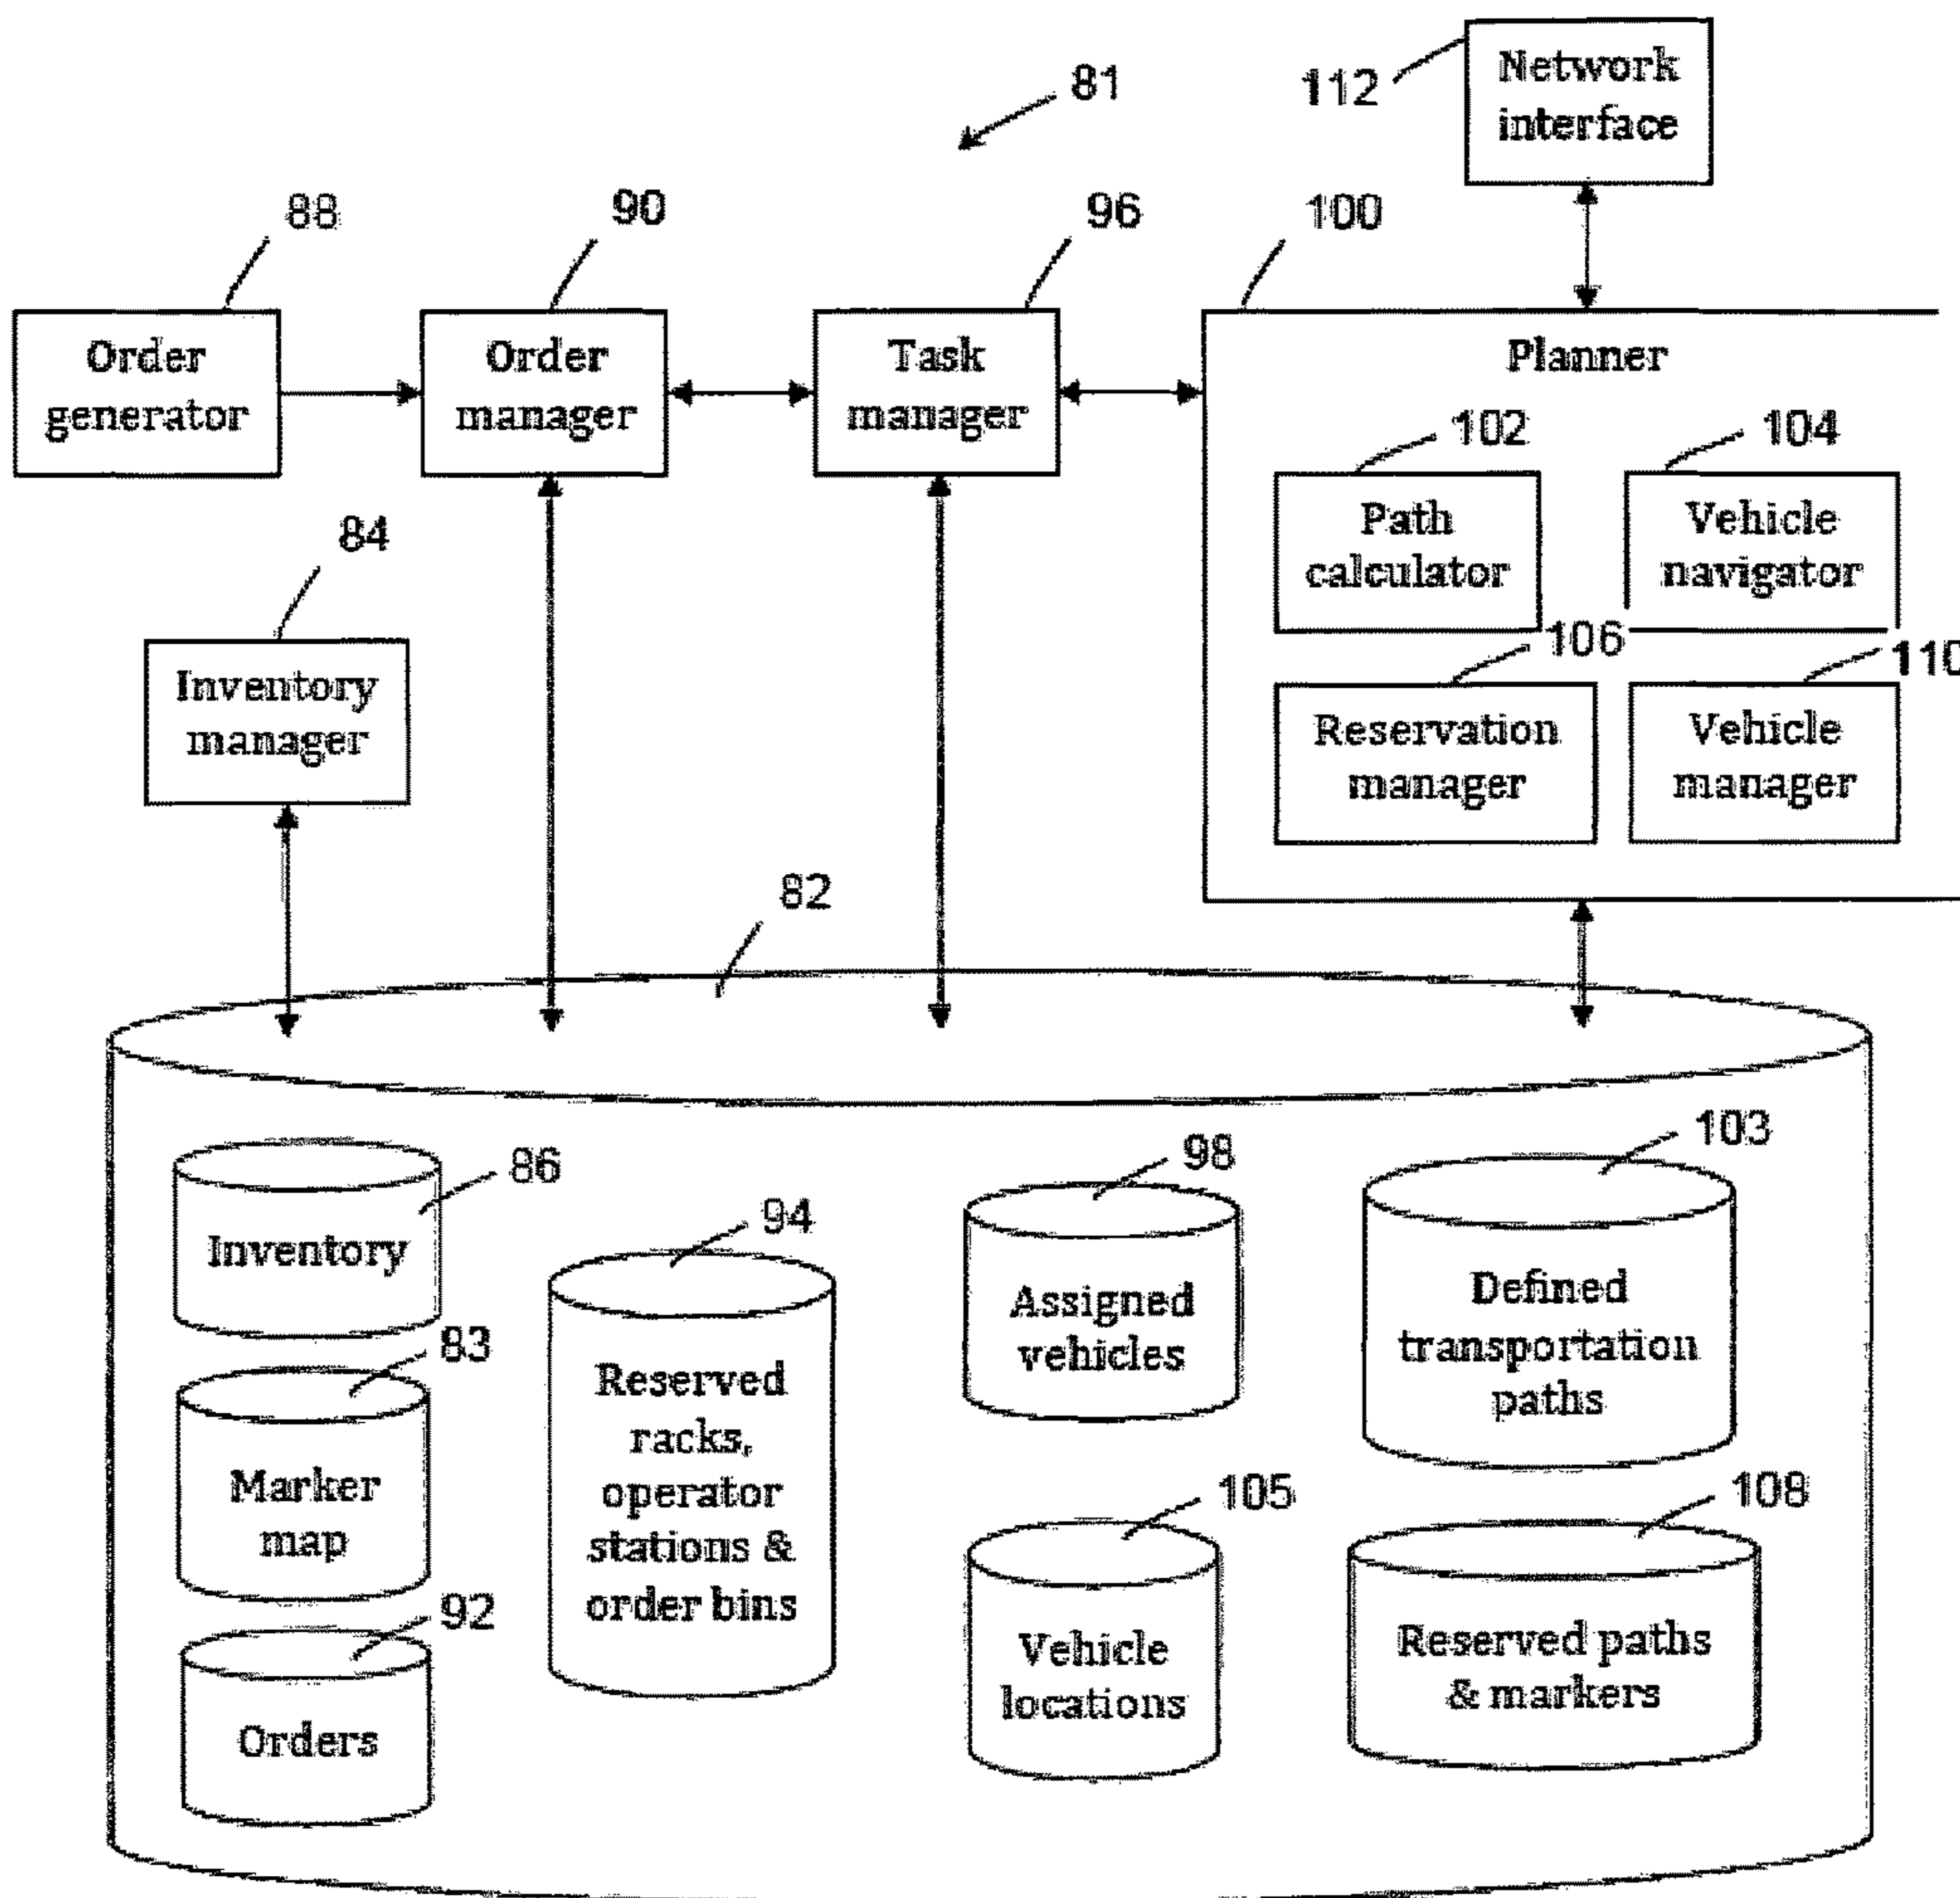 Network
interface
112
81
88
90
96
100
Order
generator
Order
manager
Task
manager
Planner
102
104
Path
calculator
Vehicle
navigator
84
106
110
Inventory
manager
Reservation
manager
Vehicle
manager
82
86
Inventory
94
98
103
83
Marker
map
Reserved
racks,
operator
stations &
order bins
Assigned
vehicles
Defined
transportation
paths
92
Orders
105
108
Vehicle
locations
Reserved paths
& markers